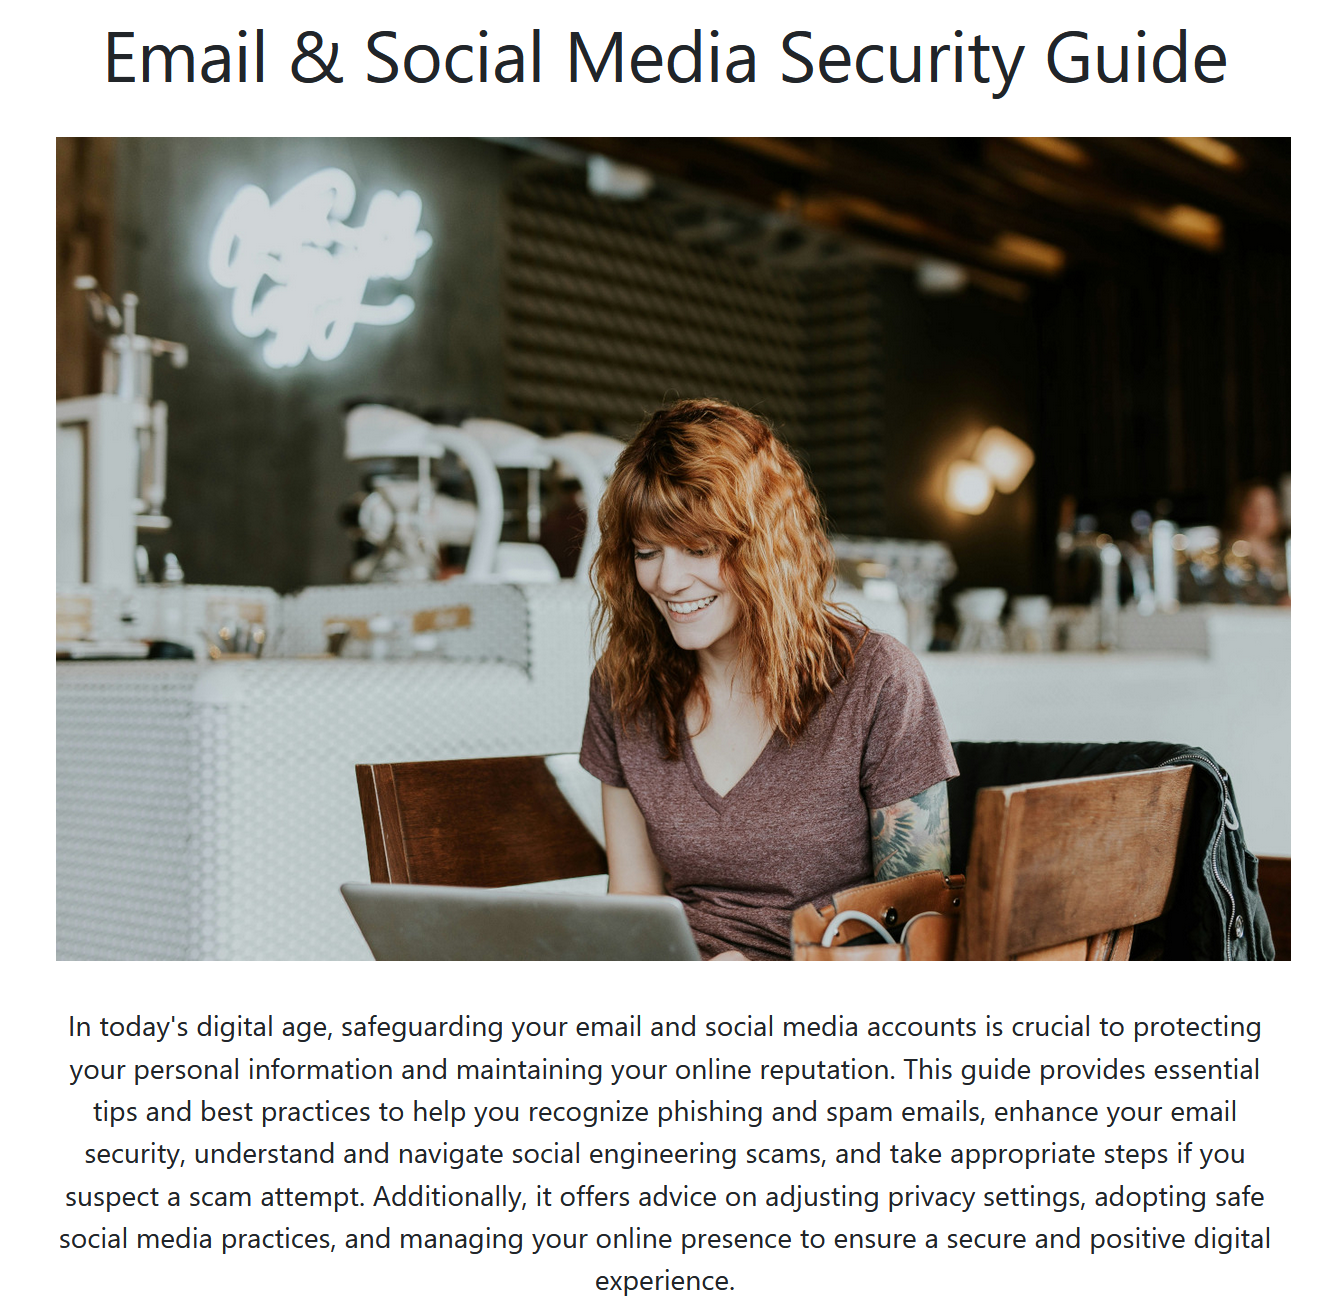 Email & Social Media Security Guide
In today's digital age, safeguarding your email and social media accounts is crucial to protecting
your personal information and maintaining your online reputation. This guide provides essential
tips and best practices to help you recognize phishing and spam emails, enhance your email
security, understand and navigate social engineering scams, and take appropriate steps if you
suspect a scam attempt. Additionally, it offers advice on adjusting privacy settings, adopting safe
social media practices, and managing your online presence to ensure a secure and positive digital
experience.